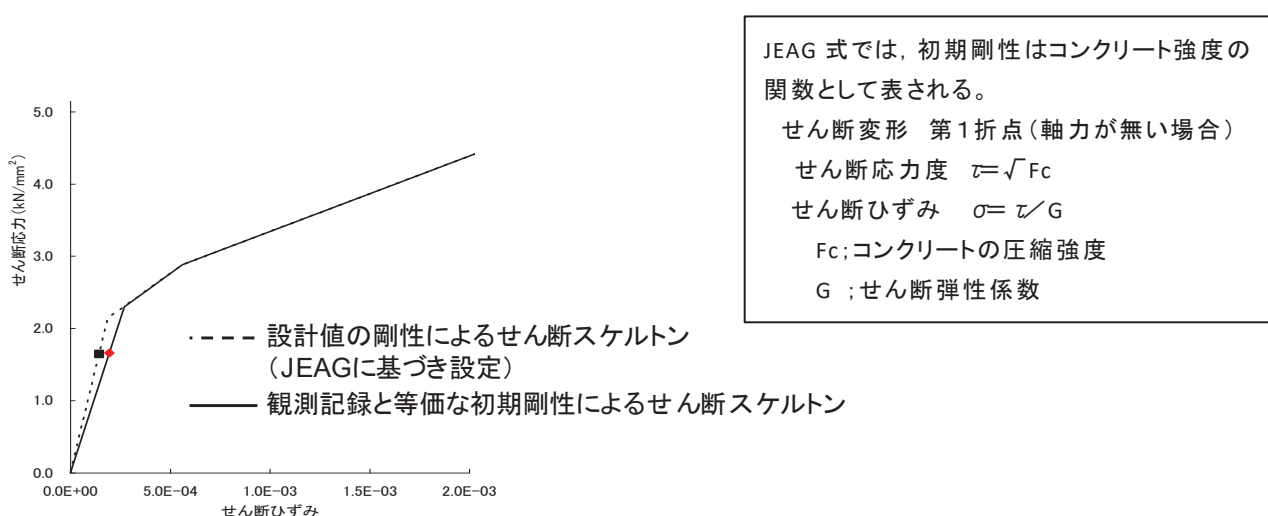 せん断応力(kN/mm²)
5.0
4.0
3.0
2.0
1.0
0.0
0.0E+00
5.0E-04
1.0E-03
1.5E-03
2.0E-03
せん断ひずみ
設計値の剛性によるせん断スケルトン
(JEAGに基づき設定)
観測記録と等価な初期剛性によるせん断スケルトン
JEAG 式では,初期剛性はコンクリート強度の
関数として表される。
せん断変形 第1折点(軸力が無い場合)
せん断応力度 τ=√Fc
せん断ひずみ σ= τ/G
Fc;コンクリートの圧縮強度
G ;せん断弾性係数